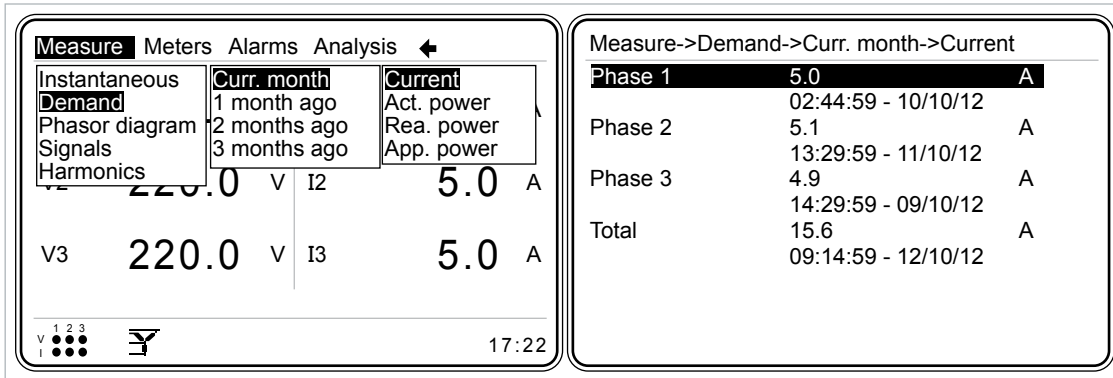 Measure Meters Alarms Analysis
Instantaneous Curr. month Current
Demand 1 month ago Act. power
Phasor diagram 2 months ago Rea. power
Signals 3 months ago App. power
Harmonics
220.0 V I2 5.0 A
V3 220.0 V I3 5.0 A
1 2 3
V
I
17:22
Measure->Demand->Curr. month->Current
Phase 1 5.0 A
02:44:59 - 10/10/12
Phase 2 5.1 A
13:29:59 - 11/10/12
Phase 3 4.9 A
14:29:59 - 09/10/12
Total 15.6 A
09:14:59 - 12/10/12